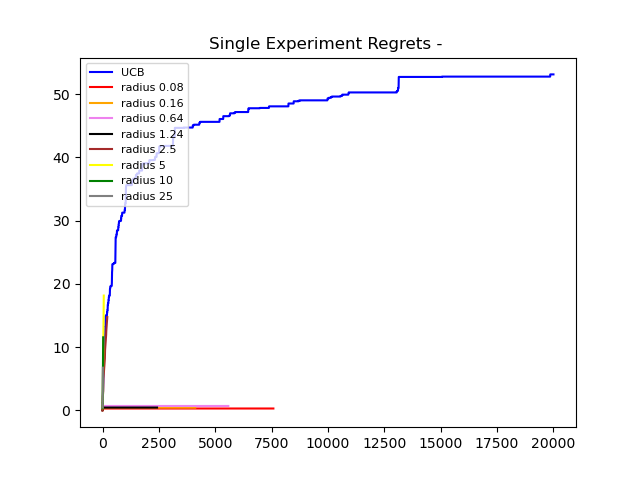 Single Experiment Regrets -
UCB
radius 0.08
radius 0.16
radius 0.64
radius 1.24
radius 2.5
radius 5
radius 10
radius 25
50
40
30
20
10
0
0 2500 5000 7500 10000 12500 15000 17500 20000